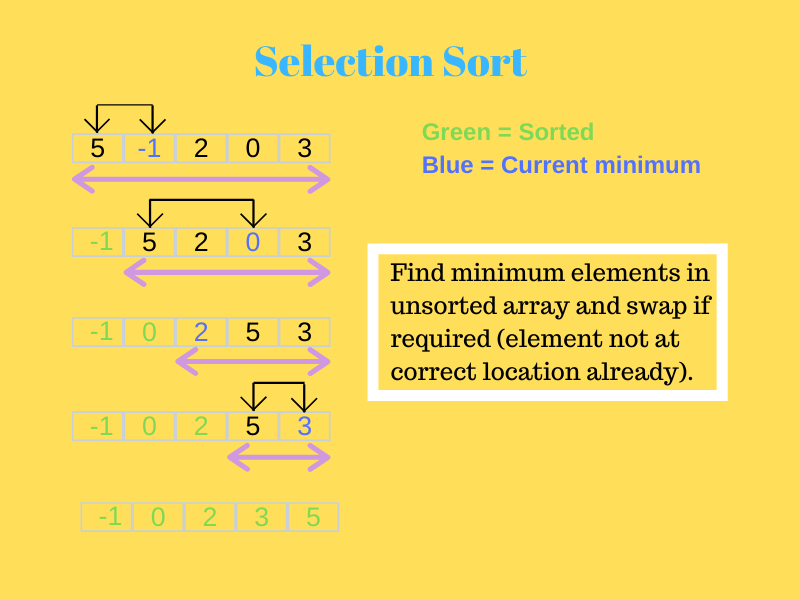 Selection Sort
Green = Sorted
Blue = Current minimum
5 -1 2 0 3
-1 5 2 0 3
Find minimum elements in
unsorted array and swap if
required (element not at
correct location already).
-1 0 2 5 3
-1 0 2 5 3
-1 0 2 3 5